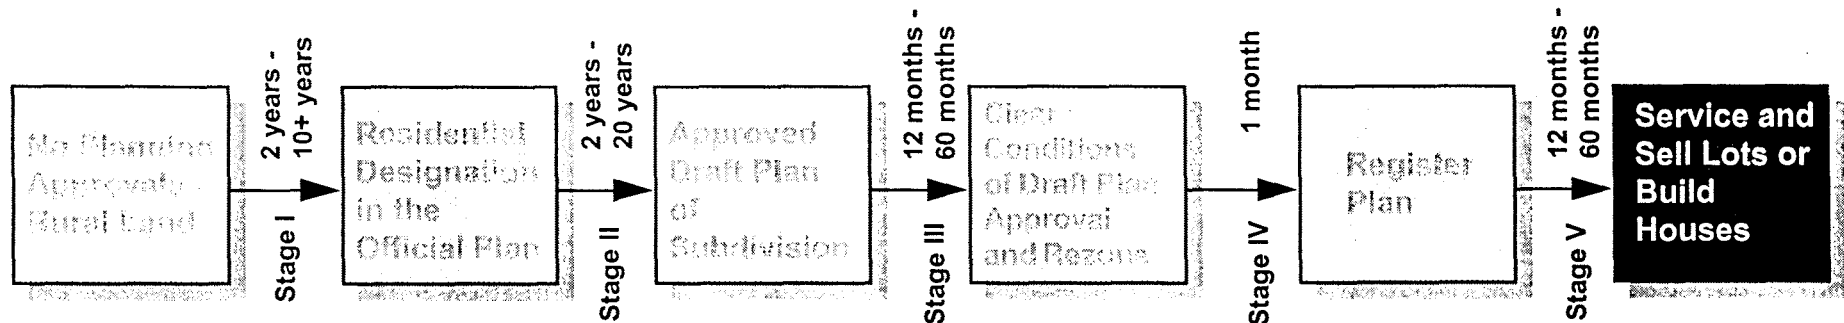 No Planning
Approvals -
Rural Land
2 years -
10+ years
Stage I
Residential
Designation
in the
Official Plan
2 years -
20 years
Stage II
Approved
Draft Plan
of
Subdivision
12 months -
60 months
Stage III
Clear
Conditions
of Draft Plan
Approval
and Rezone
1 month
Stage IV
Register
Plan
12 months -
60 months
Stage V
Service and
Sell Lots or
Build
Houses